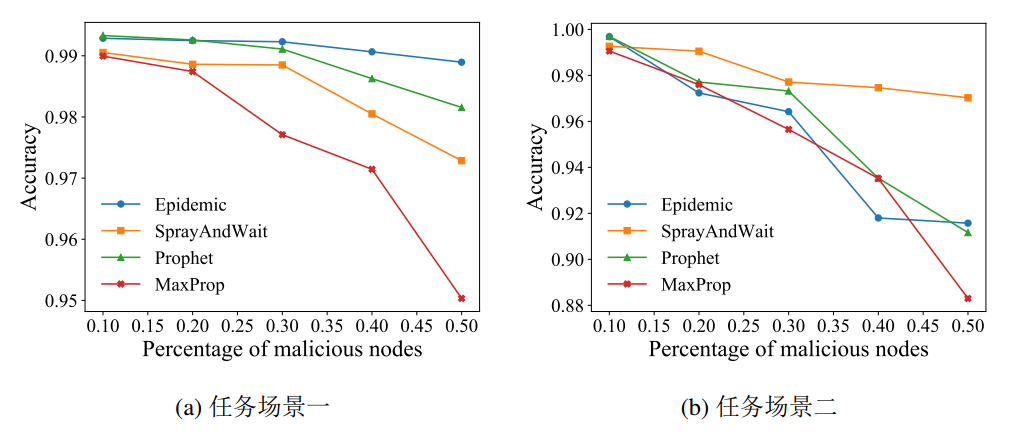 Accuracy
0.99
0.98
0.97
0.96
0.95
Epidemic
SprayAndWait
Prophet
MaxProp
0.10 0.15 0.20 0.25 0.30 0.35 0.40 0.45 0.50
Percentage of malicious nodes
(a) 任务场景一
Accuracy
1.00
0.98
0.96
0.94
0.92
0.90
0.88
Epidemic
SprayAndWait
Prophet
MaxProp
0.10 0.15 0.20 0.25 0.30 0.35 0.40 0.45 0.50
Percentage of malicious nodes
(b) 任务场景二